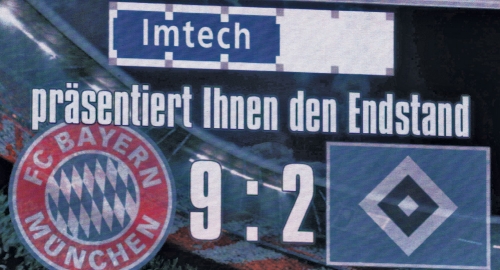 Imtech
präsentiert Ihnen den Endstand
FC BAYERN
9 : 2
MÜNCHEN